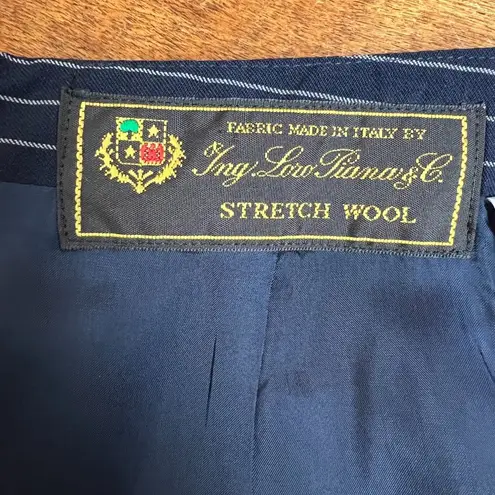 FABRIC MADE IN ITALY BY
Ing. Loro Piana & C.
STRETCH WOOL